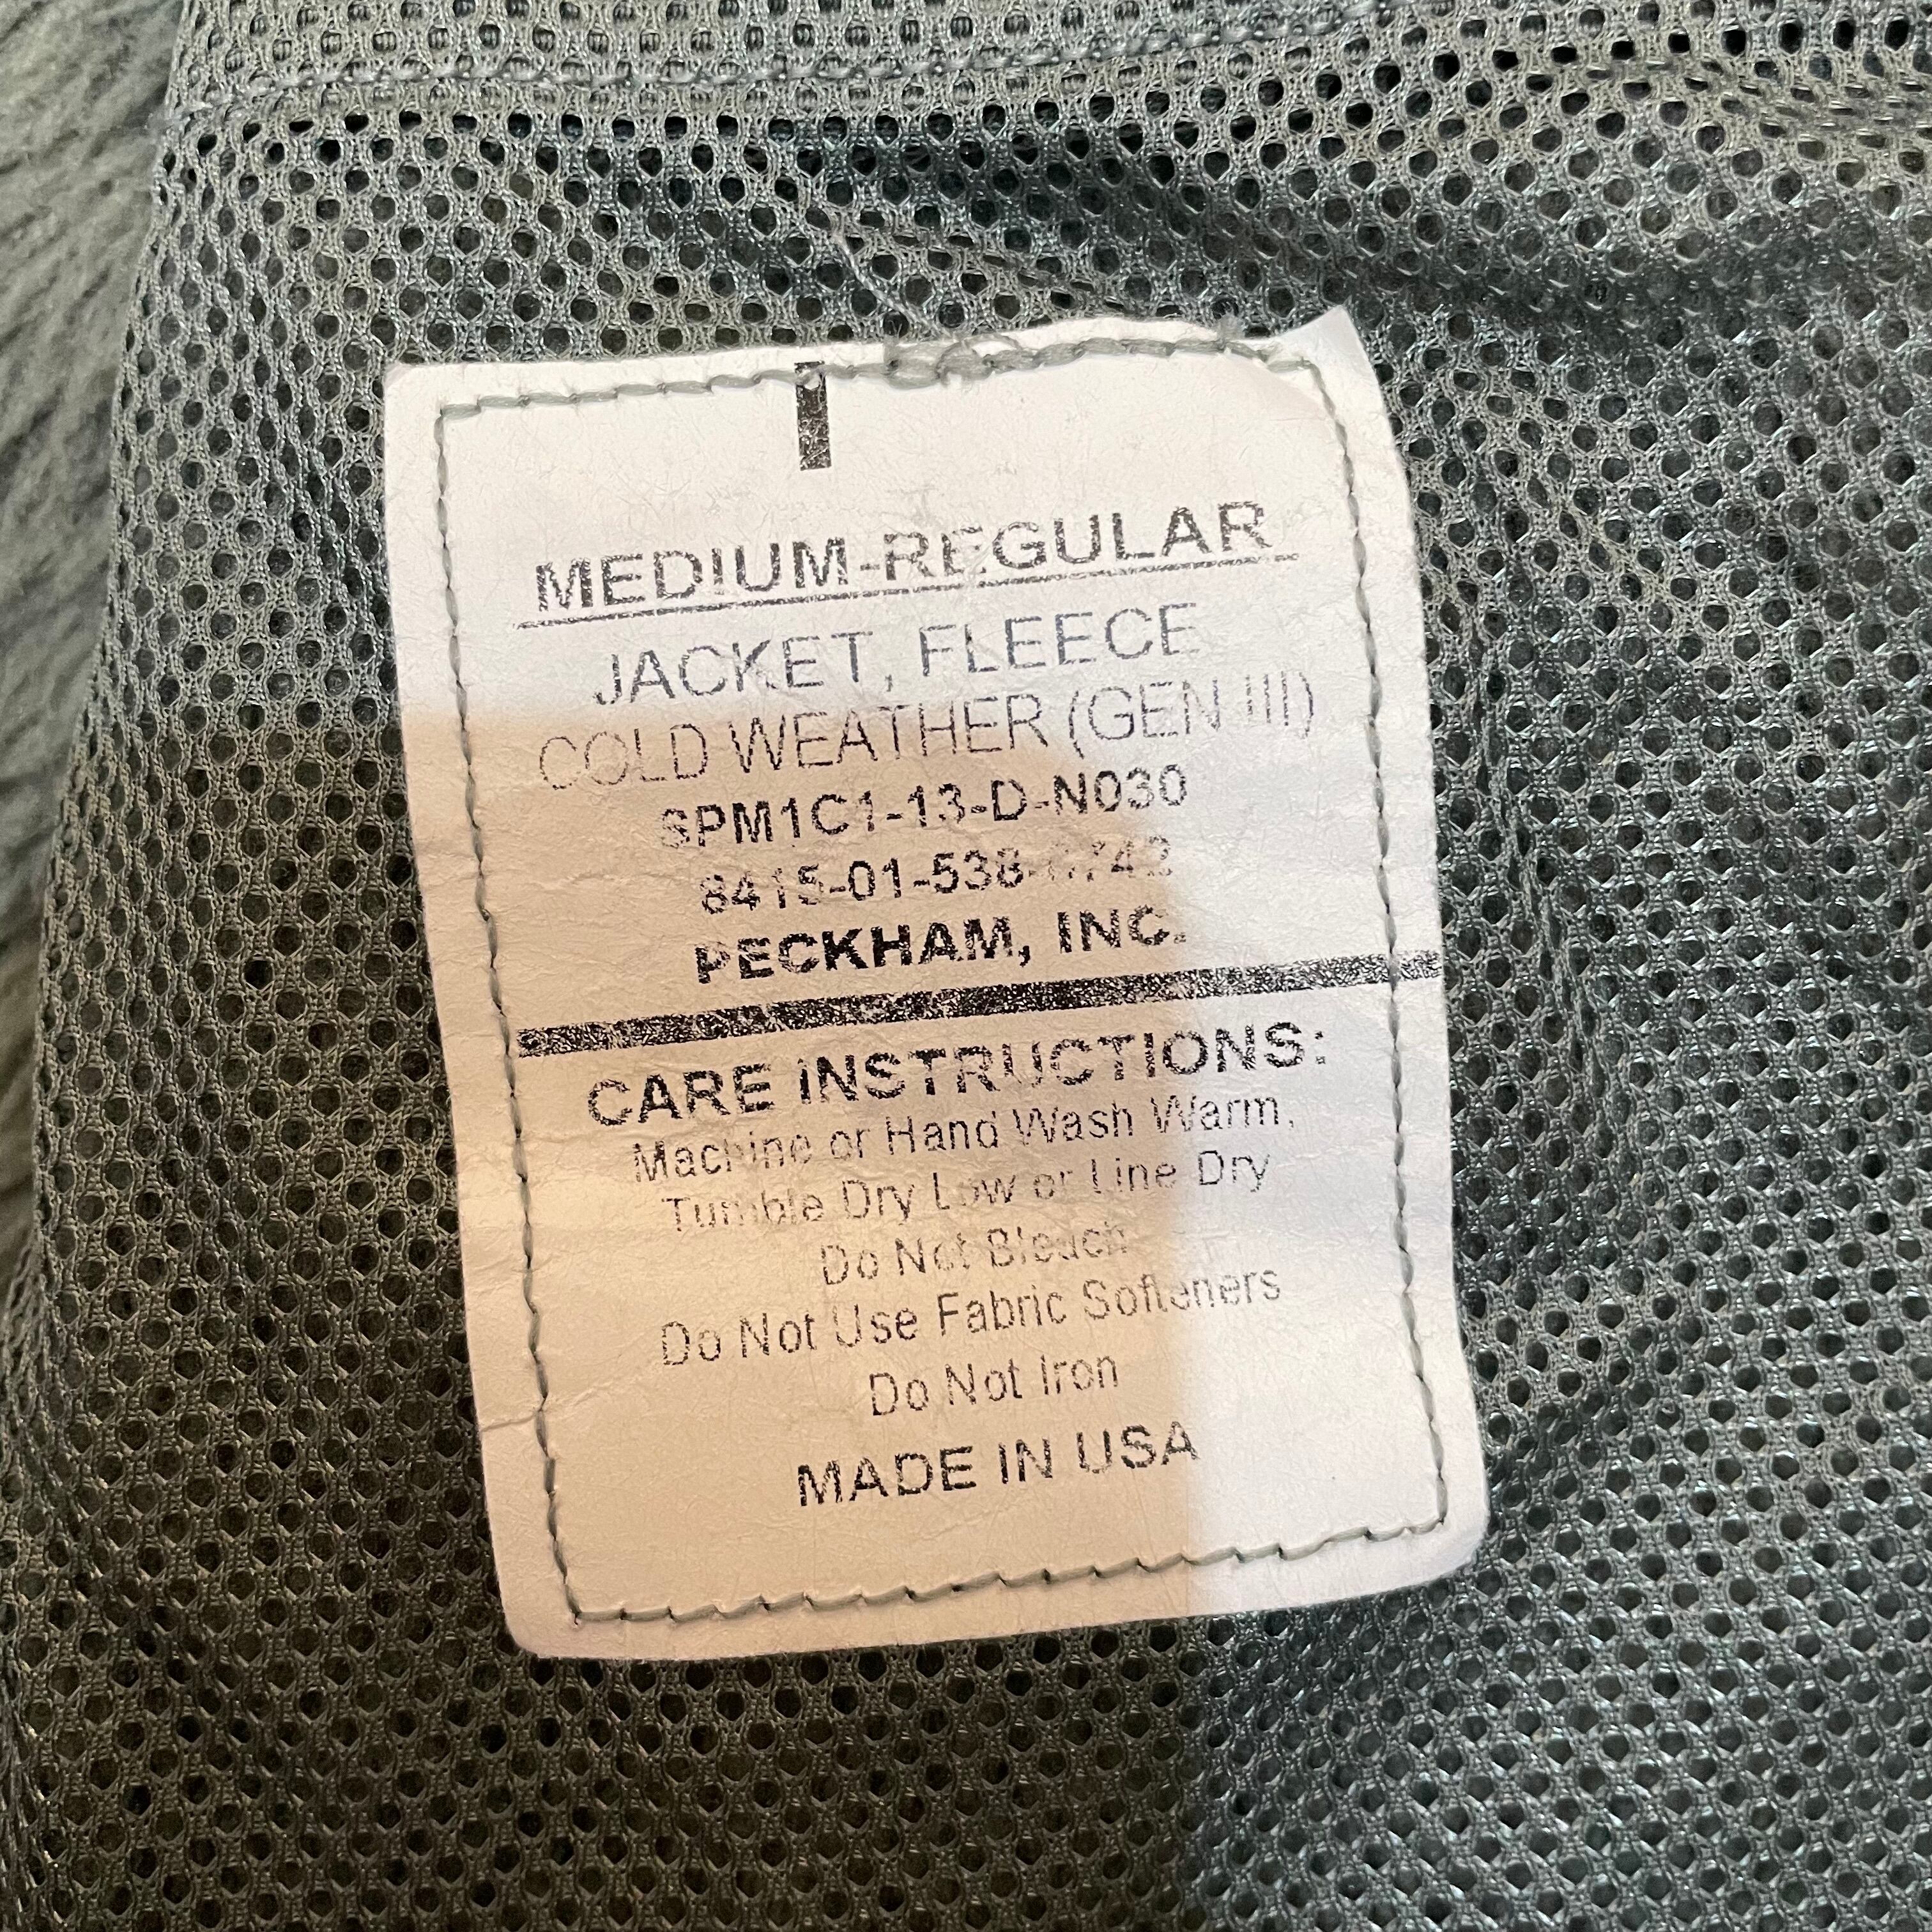 MEDIUM-REGULAR
JACKET, FLEECE
COLD WEATHER (GEN III)
SPM1C1-13-D-N030
PECKHAM, INC.
CARE INSTRUCTIONS:
Machine or Hand Wash Warm,
Tumble Dry Low or Line Dry
Do Not Bleach
Do Not Use Fabric Softeners
Do Not Iron
MADE IN USA